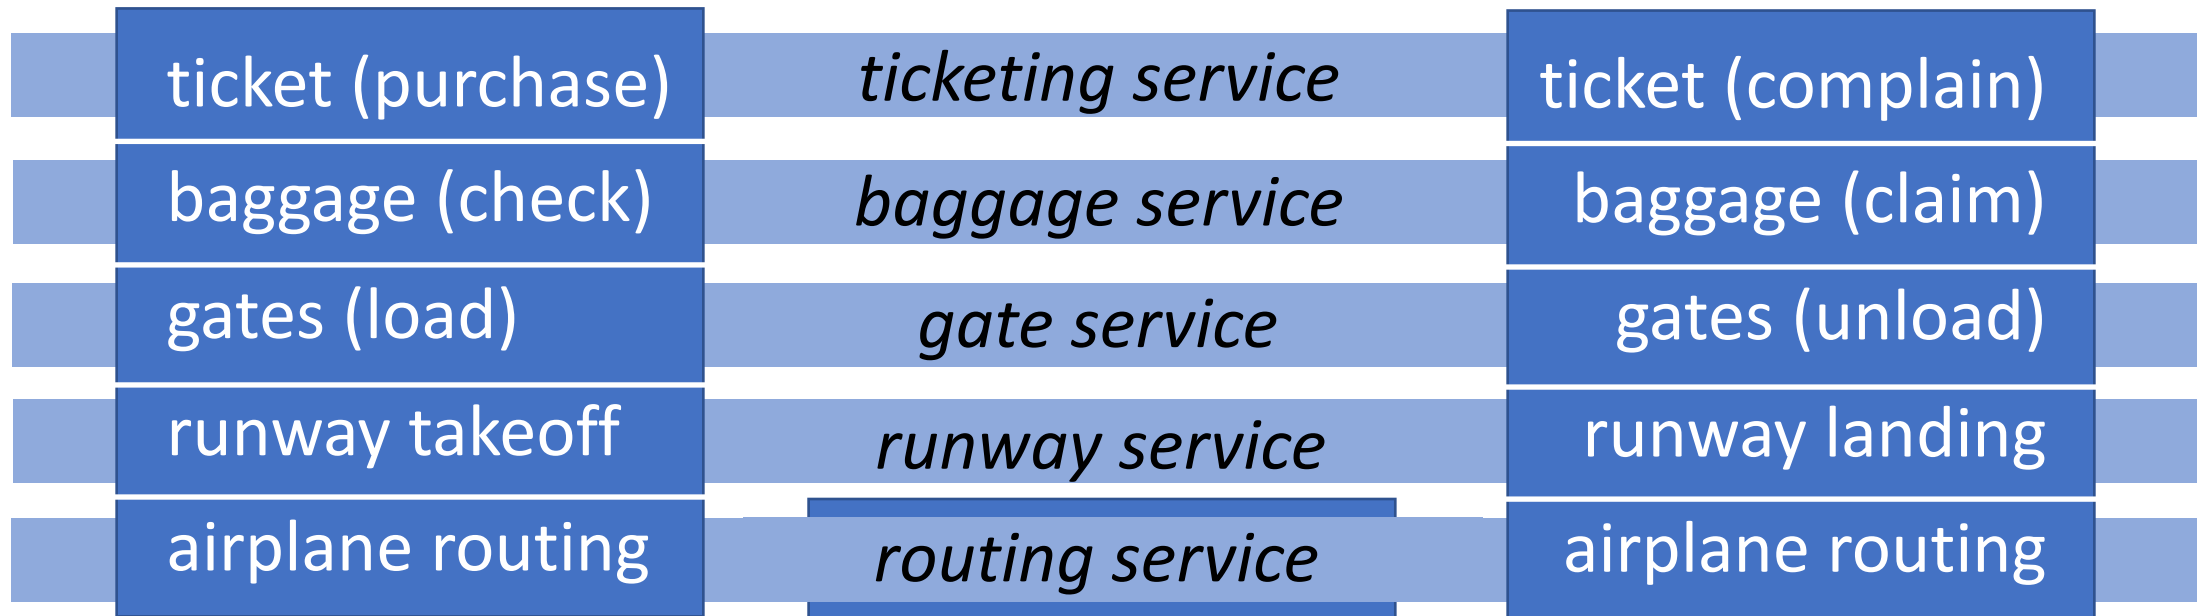 ticket (purchase) ticketing service ticket (complain)
baggage (check) baggage service baggage (claim)
gates (load) gate service gates (unload)
runway takeoff runway service runway landing
airplane routing routing service airplane routing